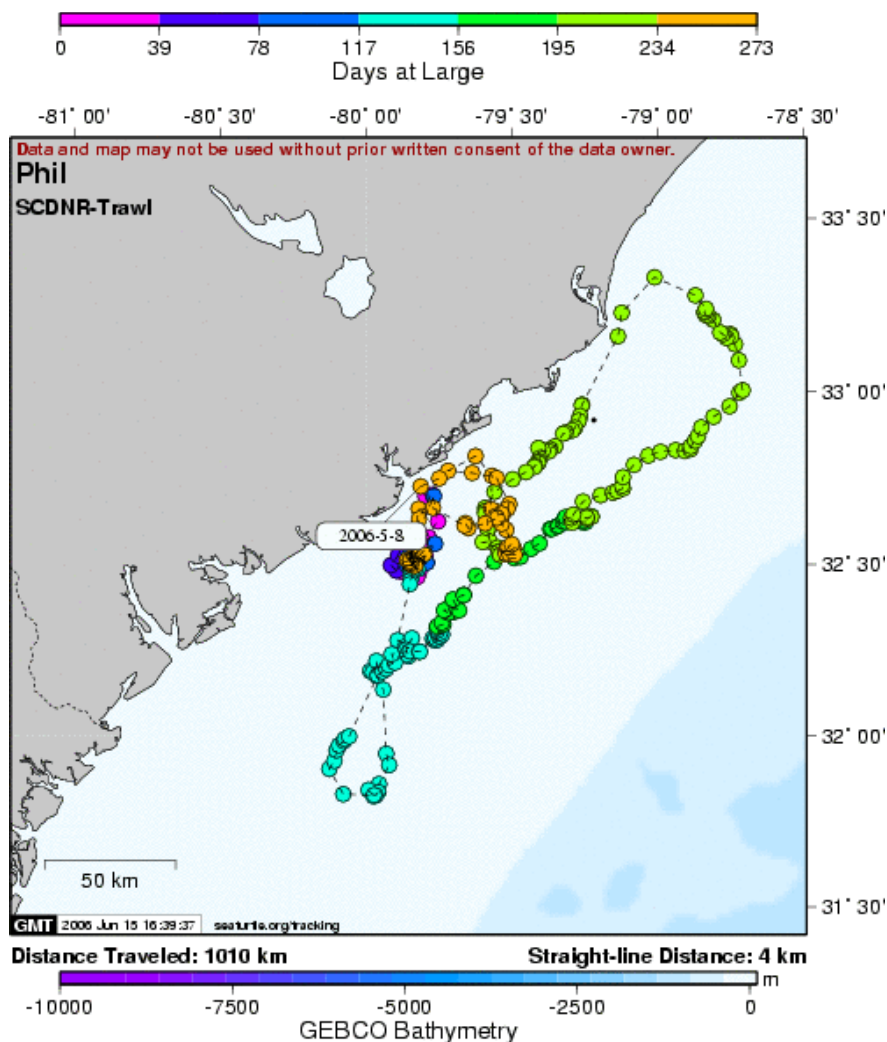 0 39 78 117 156 195 234 273
Days at Large
-81° 00' -80° 30' -80° 00' -79° 30' -79° 00' -78° 30'
Data and map may not be used without prior written consent of the data owner.
Phil
SCDNR-Trawl
33° 30'
33° 00'
2006-5-8
32° 30'
32° 00'
50 km
31° 30'
GMT 2006 Jun 15 16:39:37 seaturtle.org/tracking
Distance Traveled: 1010 km Straight-line Distance: 4 km
m
-10000 -7500 -5000 -2500 0
GEBCO Bathymetry